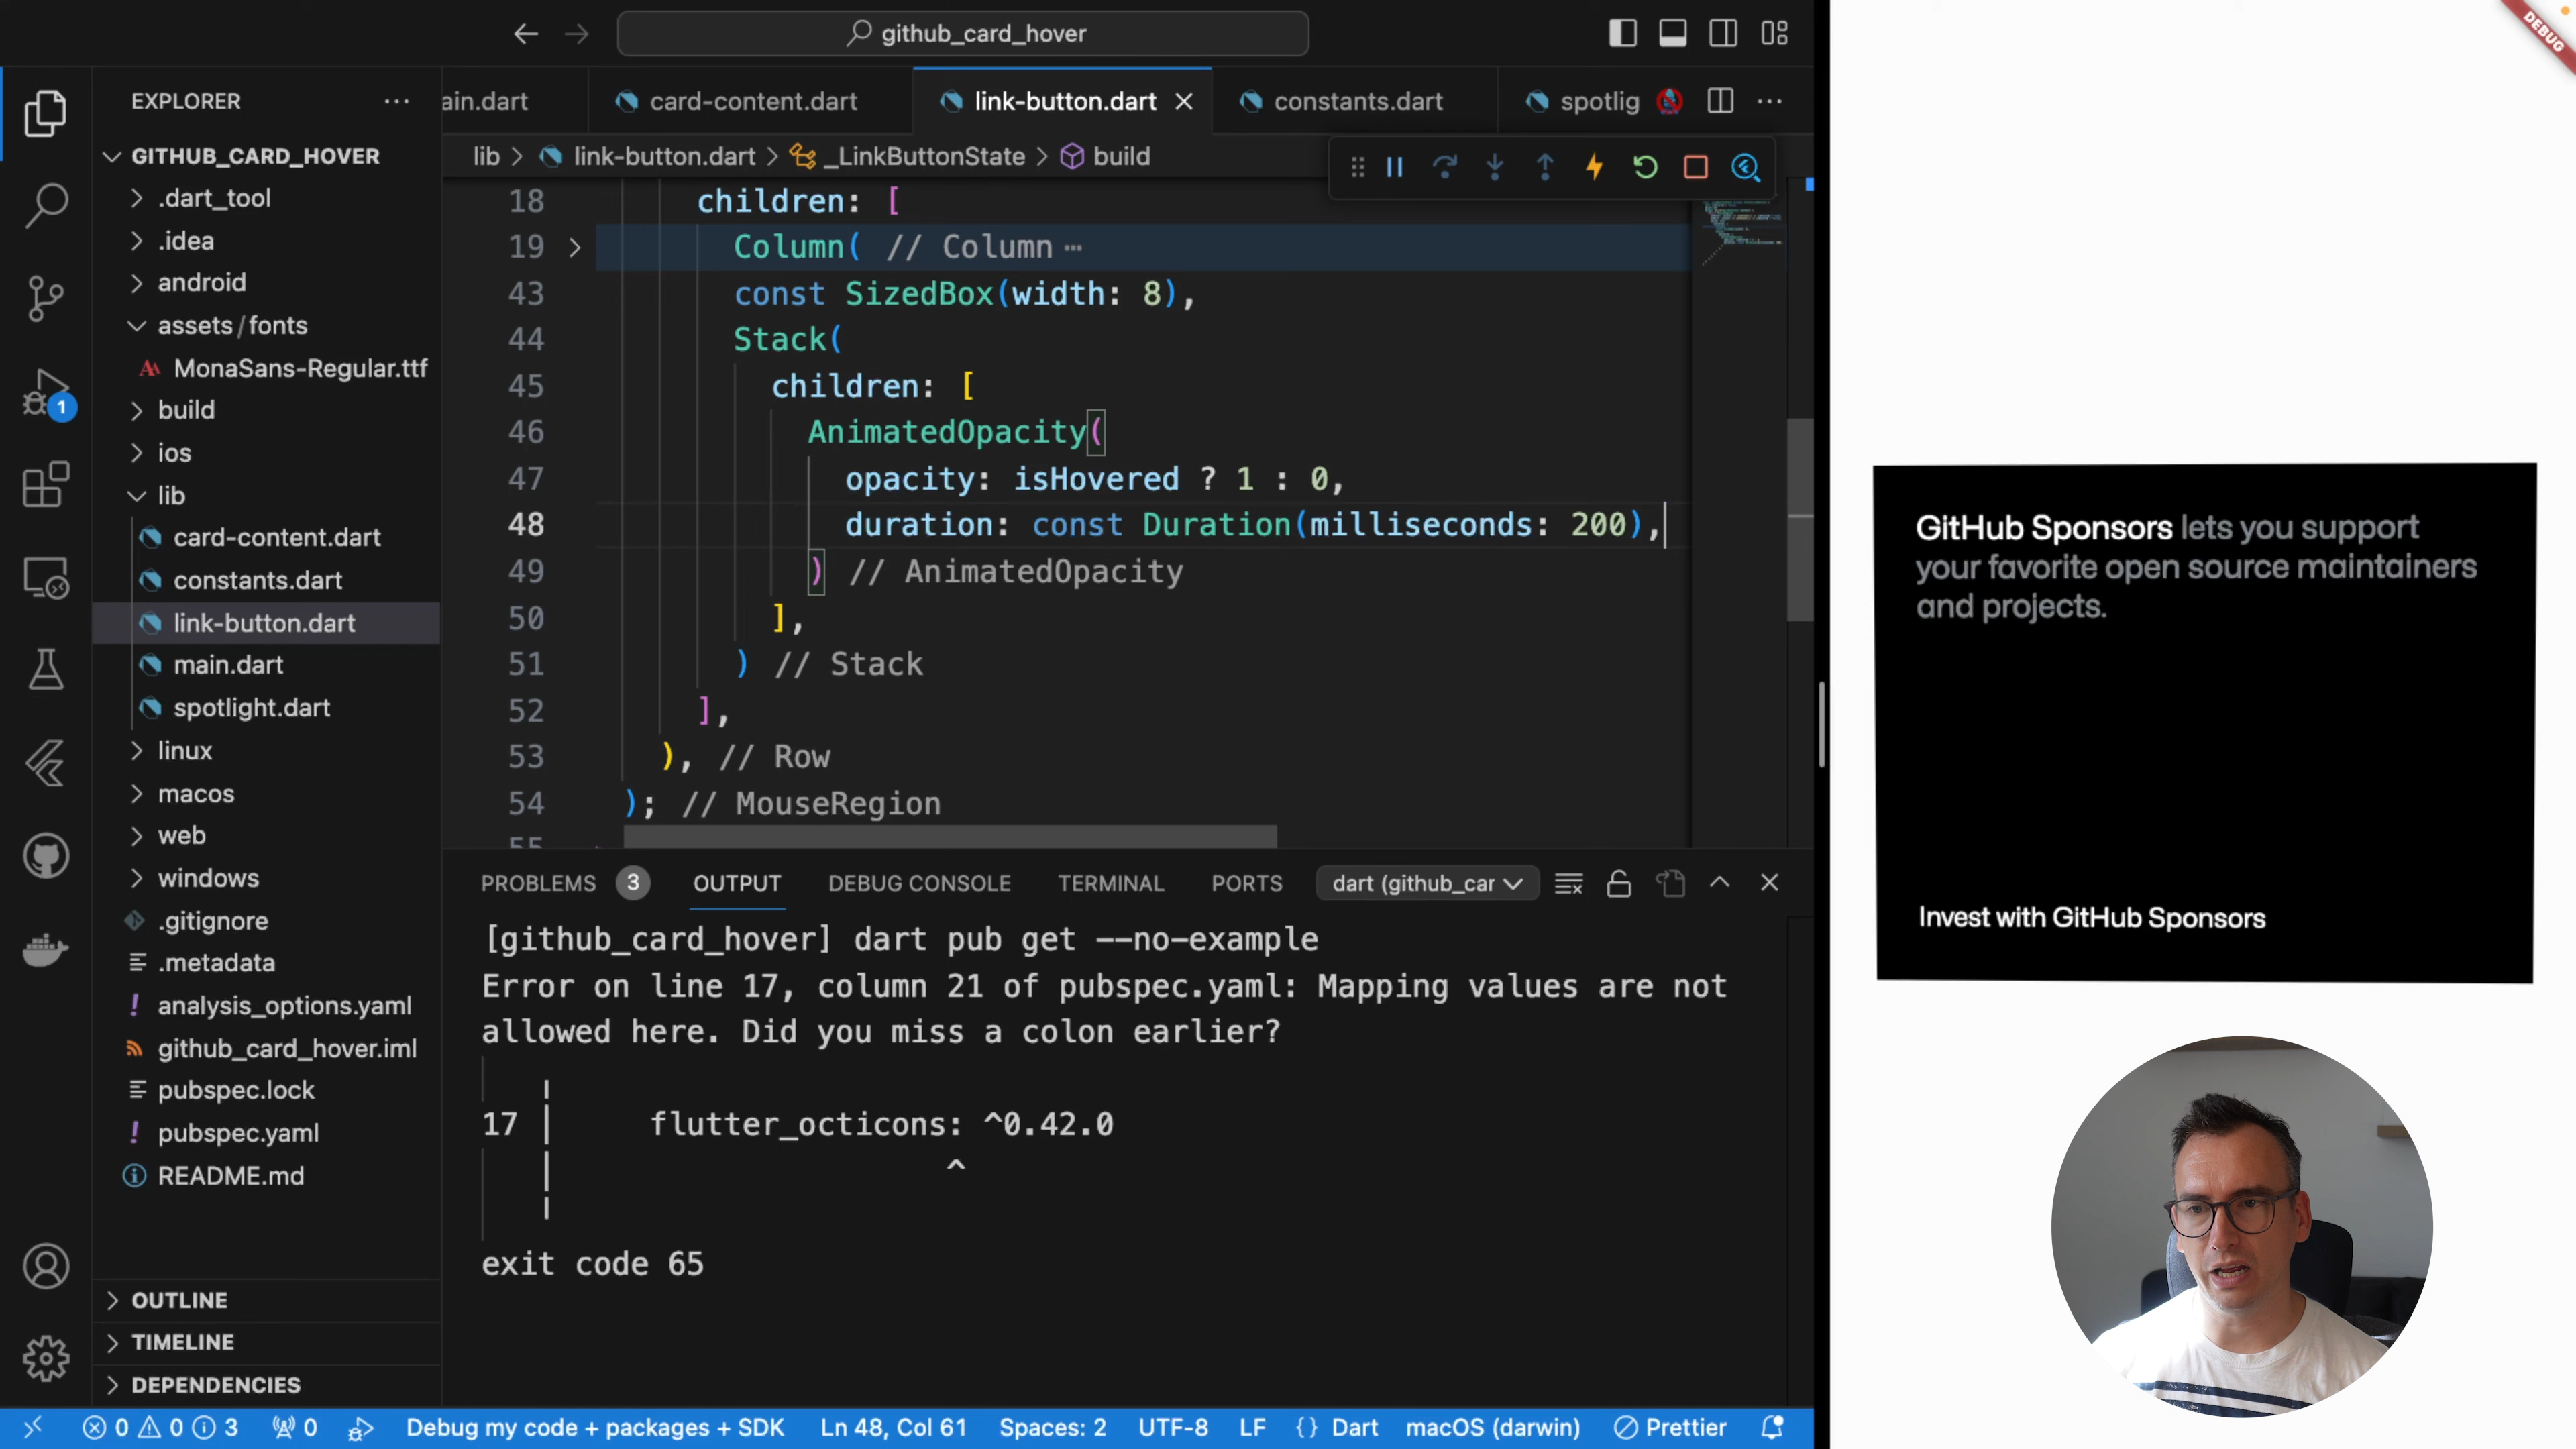 github_card_hover
EXPLORER
GITHUB_CARD_HOVER
.dart_tool
.idea
android
assets/fonts
MonaSans-Regular.ttf
build
ios
lib
card-content.dart
constants.dart
link-button.dart
main.dart
spotlight.dart
linux
macos
web
windows
.gitignore
.metadata
analysis_options.yaml
github_card_hover.iml
pubspec.lock
pubspec.yaml
README.md
OUTLINE
TIMELINE
DEPENDENCIES
1
ain.dart
card-content.dart
link-button.dart
constants.dart
spotlig
lib > link-button.dart > _LinkButtonState > build
18 children: [
19 Column( // Column ⋯
43 const SizedBox(width: 8),
44 Stack(
45 children: [
46 AnimatedOpacity(
47 opacity: isHovered ? 1 : 0,
48 duration: const Duration(milliseconds: 200),
49 ) // AnimatedOpacity
50 ],
51 ) // Stack
52 ],
53 ), // Row
54 ); // MouseRegion
55
PROBLEMS 3 OUTPUT DEBUG CONSOLE TERMINAL PORTS dart (github_car
[github_card_hover] dart pub get --no-example
Error on line 17, column 21 of pubspec.yaml: Mapping values are not
allowed here. Did you miss a colon earlier?
17 | flutter_octicons: ^0.42.0
^
exit code 65
0 0 3 0 Debug my code + packages + SDK Ln 48, Col 61 Spaces: 2 UTF-8 LF {} Dart macOS (darwin) Prettier
DEBUG
GitHub Sponsors lets you support
your favorite open source maintainers
and projects.
Invest with GitHub Sponsors